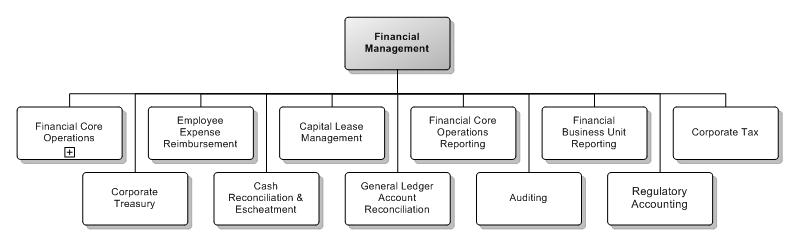 Financial
Management
Financial Core
Operations
Employee
Expense
Reimbursement
Capital Lease
Management
Financial Core
Operations
Reporting
Financial
Business Unit
Reporting
Corporate Tax
Corporate
Treasury
Cash
Reconciliation &
Escheatment
General Ledger
Account
Reconciliation
Auditing
Regulatory
Accounting